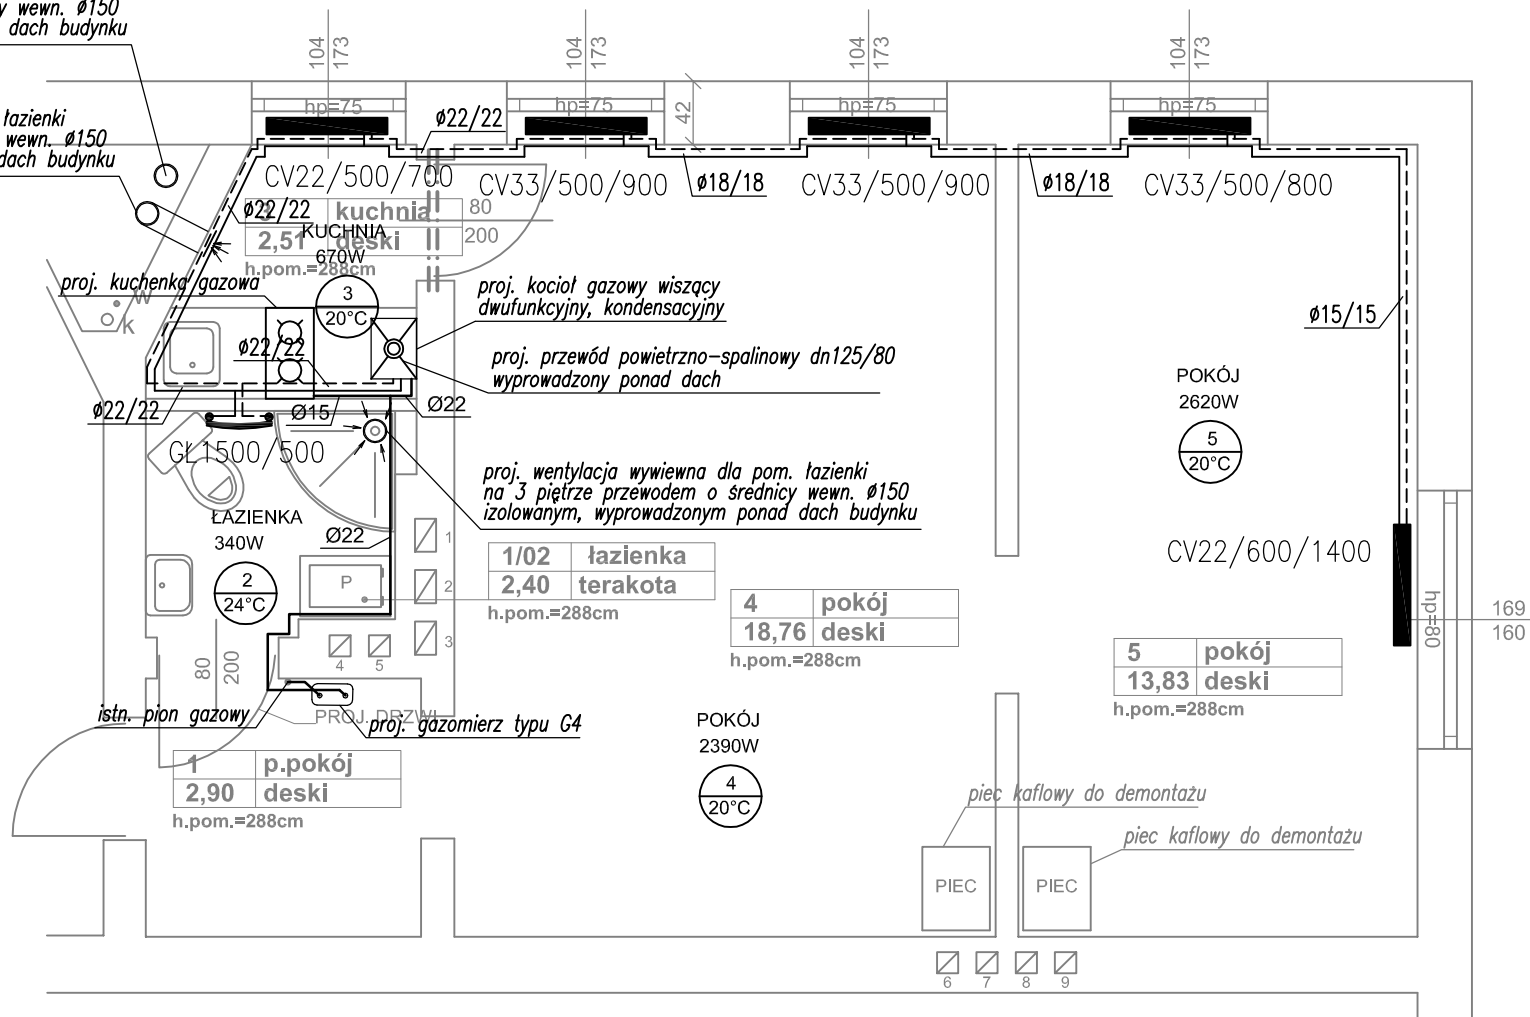 wewn. ø150
dach budynku
łazienki
wewn. ø150
dach budynku
104
173
104
173
104
173
104
173
hp=75
hp=75
hp=75
hp=75
42
ø22/22
CV22/500/700
CV33/500/900
ø18/18
CV33/500/900
ø18/18
CV33/500/800
ø22/22
3 kuchnia
2,51 deski
h.pom.=288cm
80
200
KUCHNIA
670W
3
20°C
proj. kuchenka gazowa
W
K
proj. kocioł gazowy wiszący
dwufunkcyjny, kondensacyjny
ø15/15
ø22/22
proj. przewód powietrzno-spalinowy dn125/80
wyprowadzony ponad dach
POKÓJ
2620W
5
20°C
ø22/22
Ø15
Ø22
GŁ1500/500
proj. wentylacja wywiewna dla pom. łazienki
na 3 piętrze przewodem o średnicy wewn. ø150
izolowanym, wyprowadzonym ponad dach budynku
ŁAZIENKA
340W
2
24°C
Ø22
P
1
2
3
4
5
1/02 łazienka
2,40 terakota
h.pom.=288cm
CV22/600/1400
hp=80
169
160
4 pokój
18,76 deski
h.pom.=288cm
5 pokój
13,83 deski
h.pom.=288cm
80
200
istn. pion gazowy
PROJ. DRZWI
proj. gazomierz typu G4
POKÓJ
2390W
4
20°C
1 p.pokój
2,90 deski
h.pom.=288cm
piec kaflowy do demontażu
piec kaflowy do demontażu
PIEC
PIEC
6
7
8
9